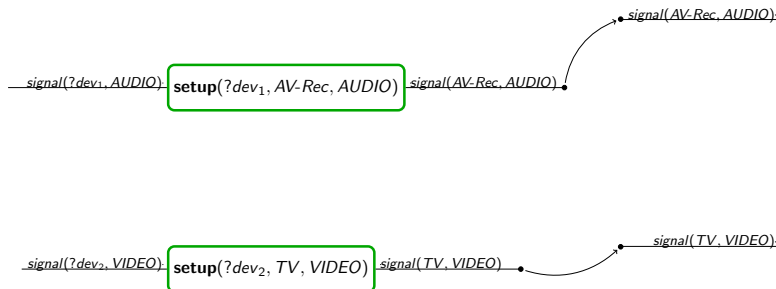 signal(AV-Rec, AUDIO)
signal(?dev₁, AUDIO) setup(?dev₁, AV-Rec, AUDIO) signal(AV-Rec, AUDIO)
signal(TV, VIDEO)
signal(?dev₂, VIDEO) setup(?dev₂, TV, VIDEO) signal(TV, VIDEO)